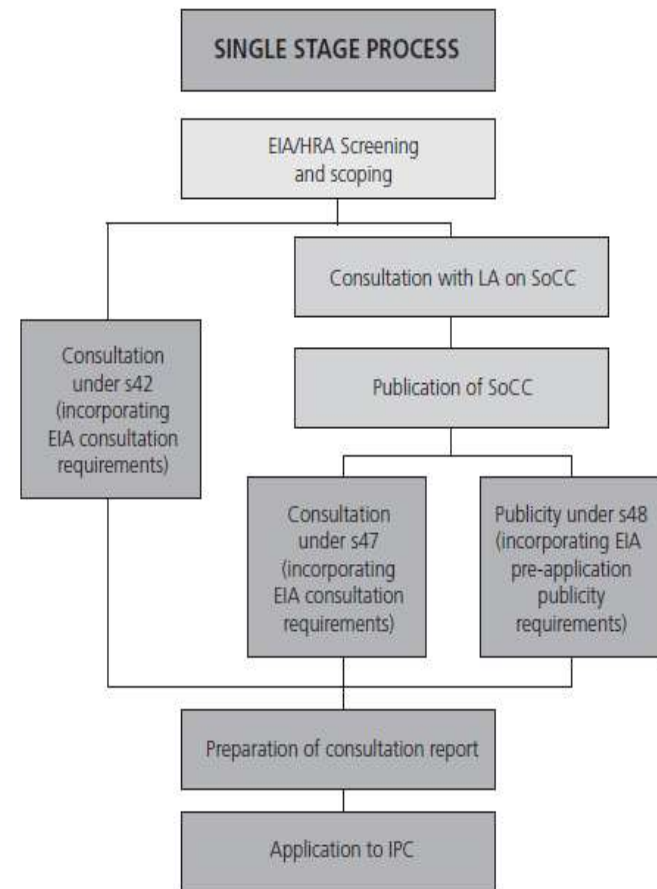 SINGLE STAGE PROCESS
EIA/HRA Screening
and scoping
Consultation with LA on SoCC
Consultation
under s42
(incorporating
EIA consultation
requirements)
Publication of SoCC
Consultation
under s47
(incorporating
EIA consultation
requirements)
Publicity under s48
(incorporating EIA
pre-application
publicity
requirements)
Preparation of consultation report
Application to IPC